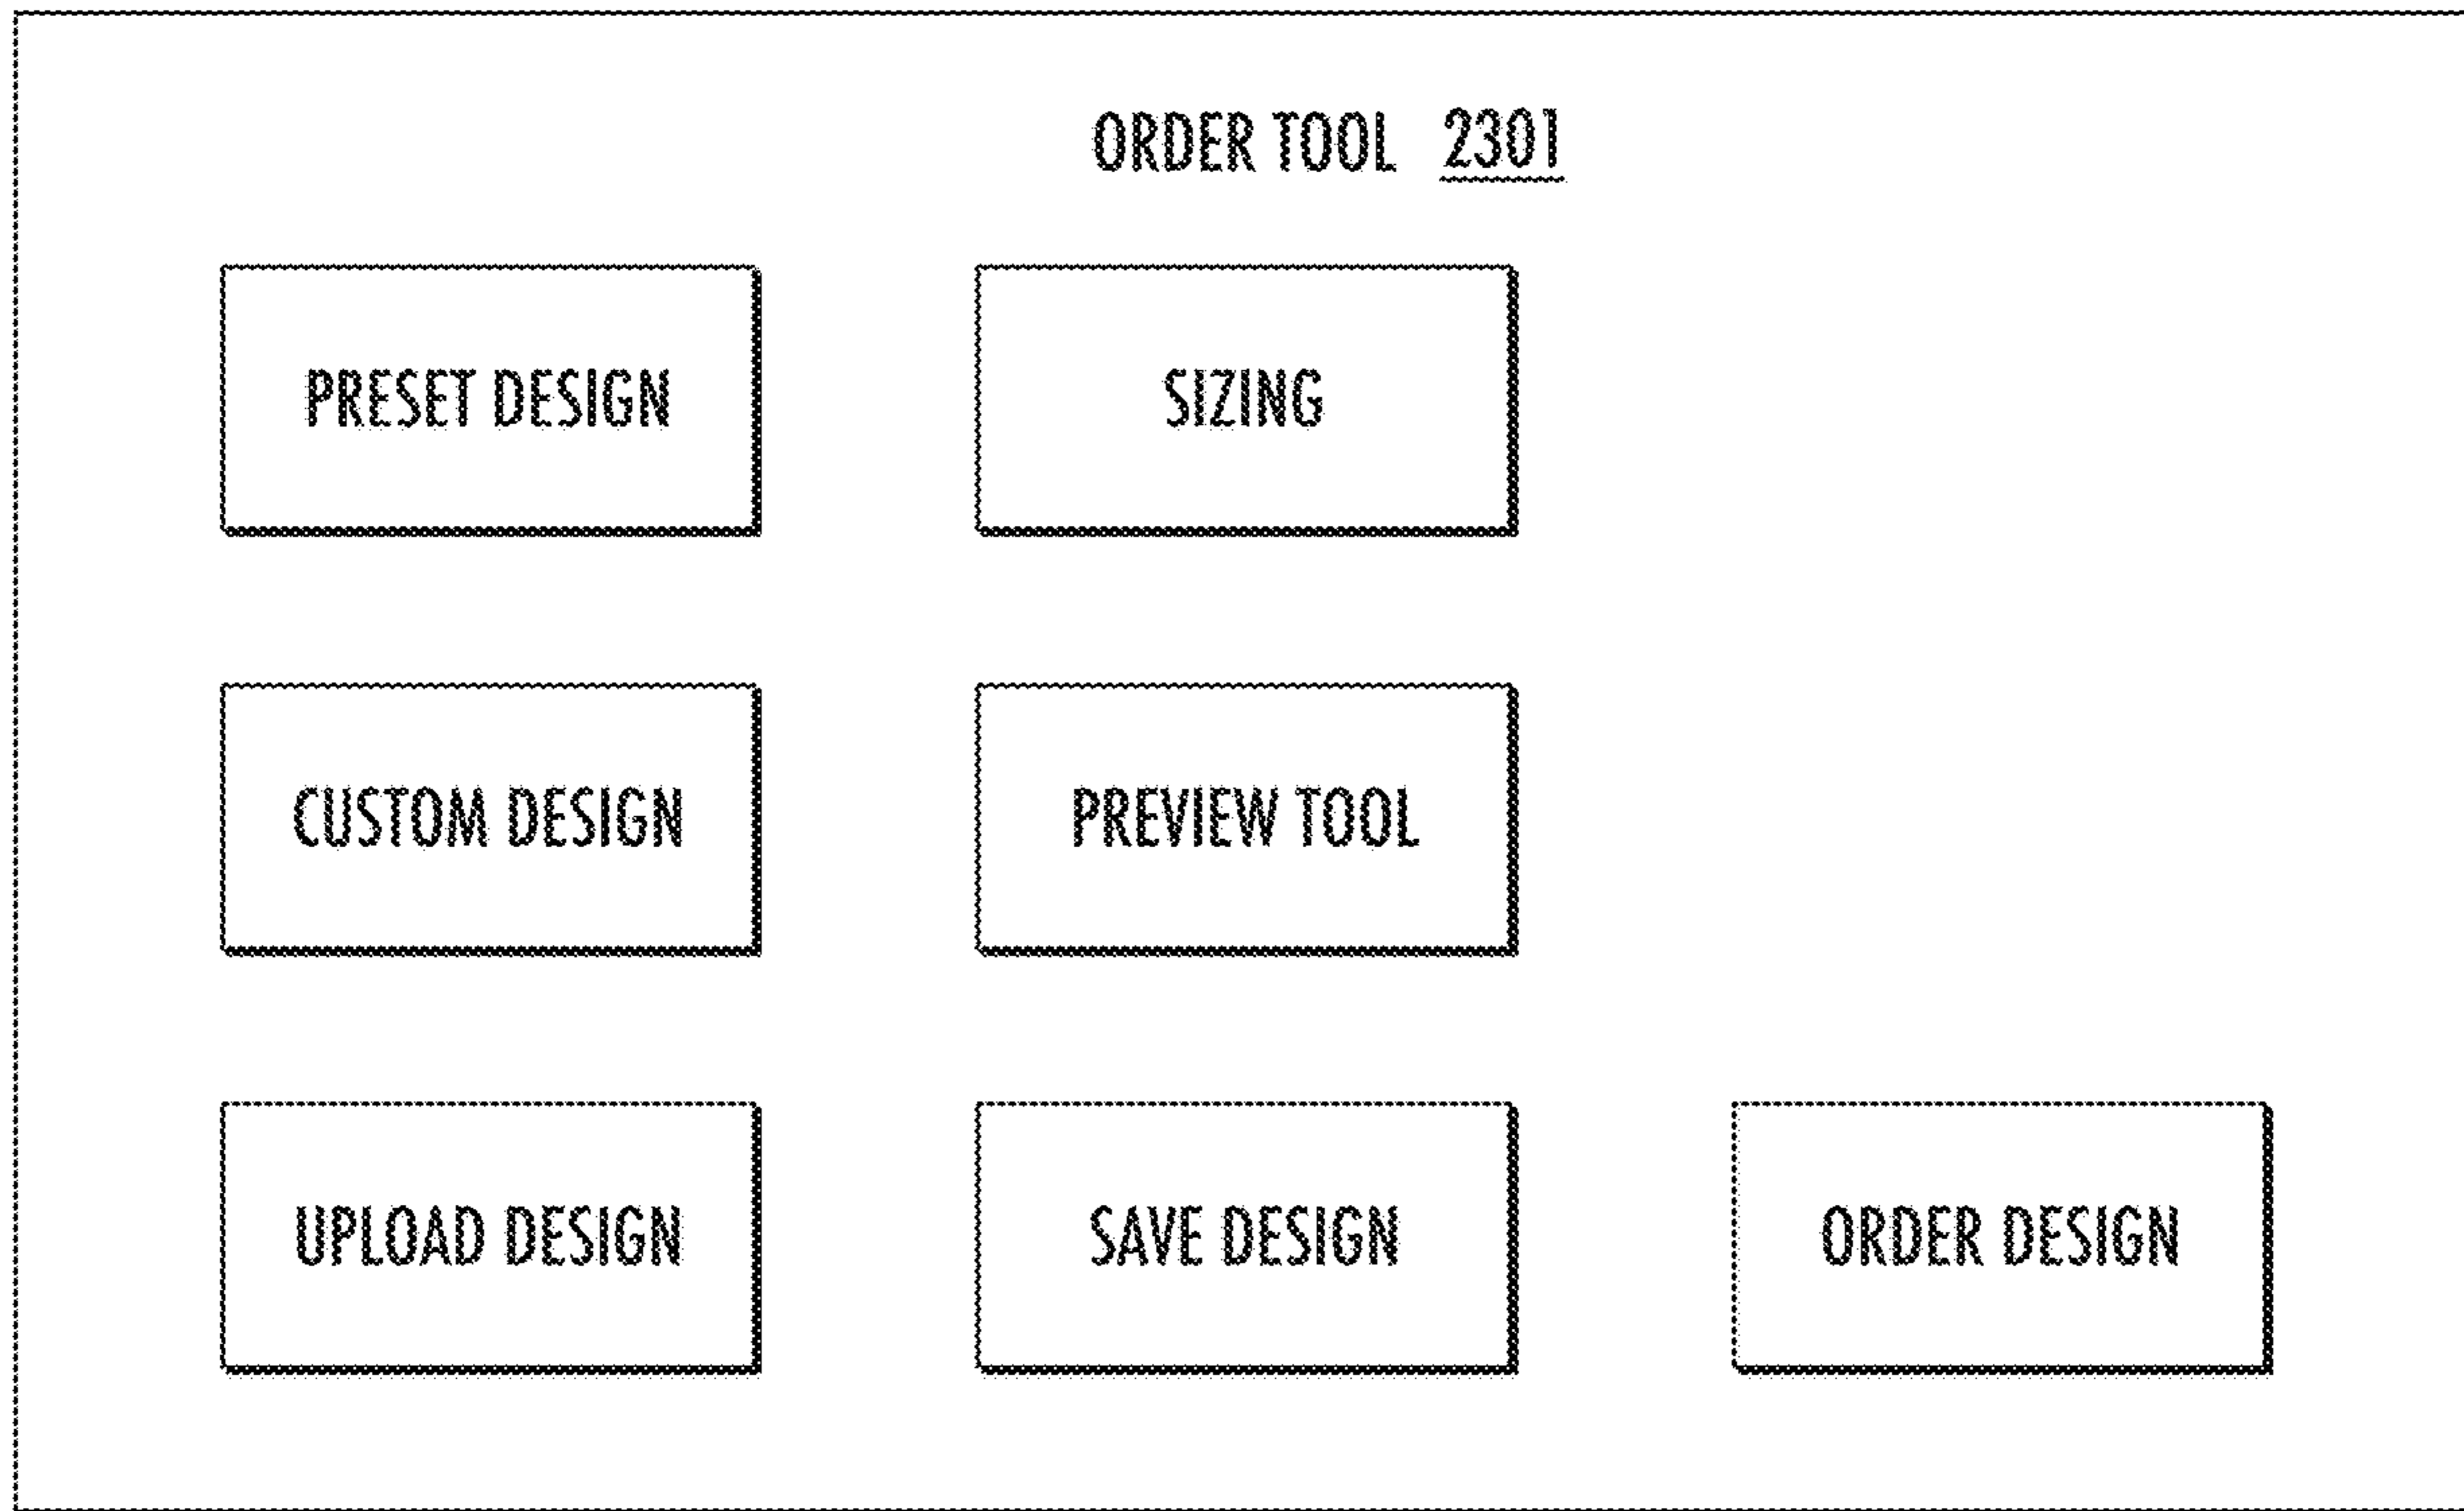 ORDER TOOL 2301
PRESET DESIGN
SIZING
CUSTOM DESIGN
PREVIEW TOOL
UPLOAD DESIGN
SAVE DESIGN
ORDER DESIGN